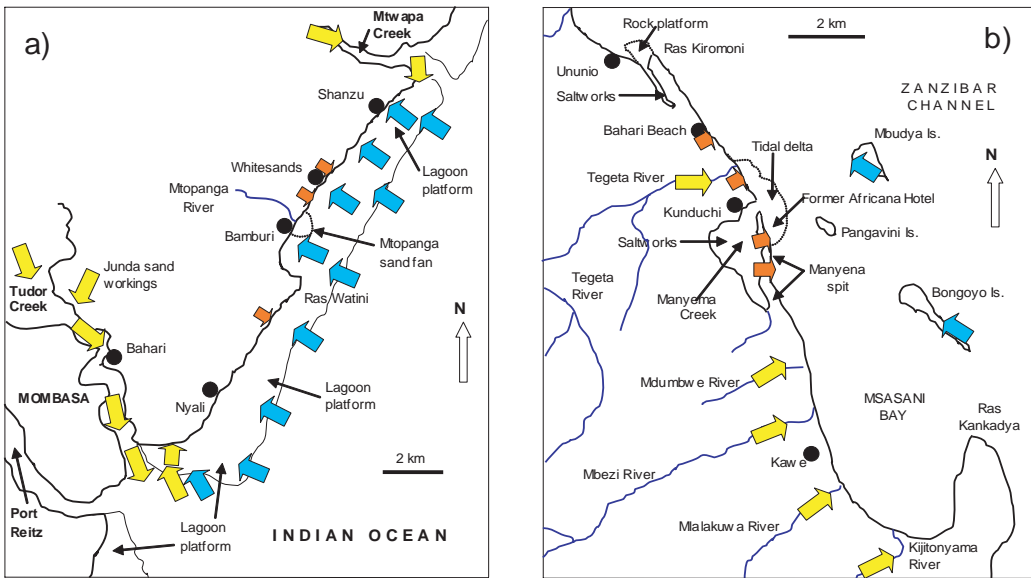 a)
Mtwapa
Creek
Shanzu
Lagoon
platform
Whitesands
Mtopanga
River
Bamburi
Mtopanga
sand fan
Junda sand
workings
Ras Watini
Tudor
Creek
N
Bahari
MOMBASA
Nyali
Lagoon
platform
2 km
Port
Reitz
Lagoon
platform
INDIAN OCEAN
b)
Rock platform
2 km
Ras Kiromoni
Ununio
Saltworks
ZANZIBAR
CHANNEL
Bahari Beach
Mbudya Is.
Tidal delta
N
Tegeta River
Former Africana Hotel
Kunduchi
Pangavini Is.
Saltworks
Manyena
spit
Tegeta
River
Manyema
Creek
Bongoyo Is.
Mdumbwe River
MSASANI
BAY
Ras
Kankadya
Kawe
Mbezi River
Mlalakuwa River
Kijitonyama
River